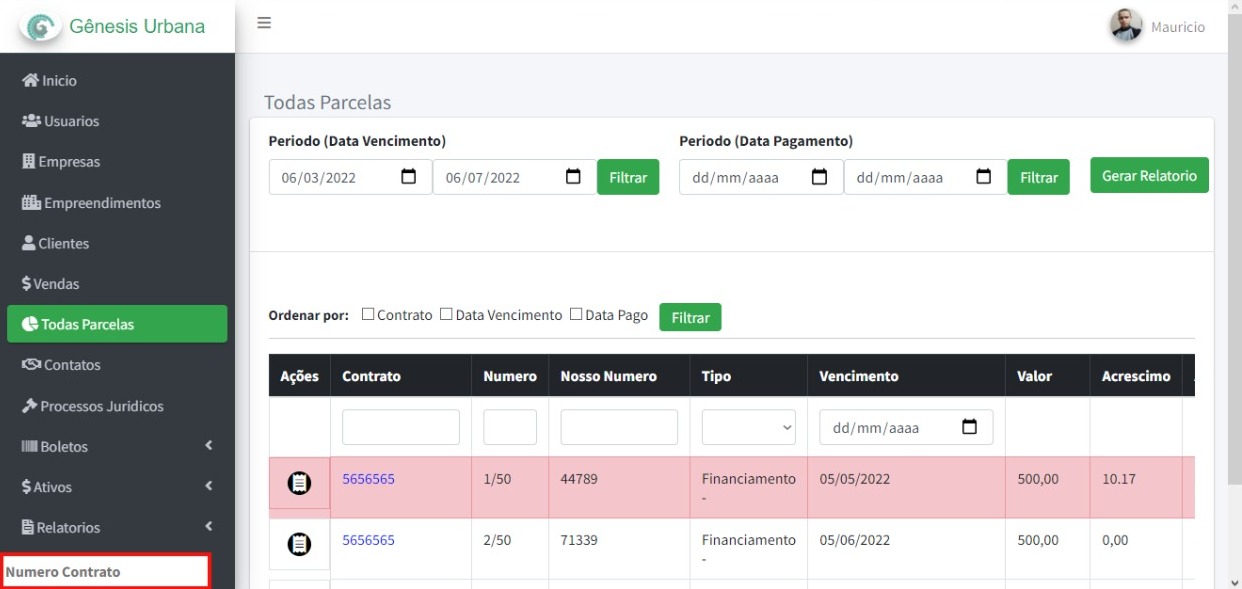 Gênesis Urbana
Mauricio
Inicio
Usuarios
Empresas
Empreendimentos
Clientes
Vendas
Todas Parcelas
Contatos
Processos Juridicos
Boletos
Ativos
Relatorios
Numero Contrato
Todas Parcelas
Periodo (Data Vencimento) Periodo (Data Pagamento)
06/03/2022 06/07/2022 Filtrar dd/mm/aaaa dd/mm/aaaa Filtrar Gerar Relatorio
Ordenar por: Contrato Data Vencimento Data Pago Filtrar
Ações Contrato Numero Nosso Numero Tipo Vencimento Valor Acrescimo
dd/mm/aaaa
5656565 1/50 44789 Financiamento 05/05/2022 500,00 10.17
-
5656565 2/50 71339 Financiamento 05/06/2022 500,00 0,00
-